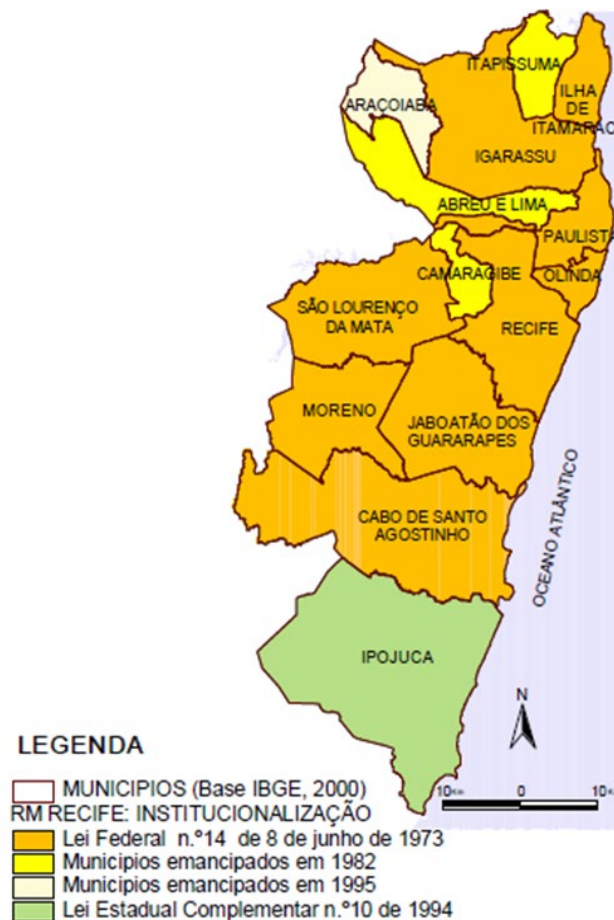 ITAPISSUMA
ARAÇOIABA
ILHA
DE
ITAMARAC
IGARASSU
ABREU E LIMA
PAULISTA
CAMARAGIBE
OLINDA
SÃO LOURENÇO
DA MATA
RECIFE
MORENO
JABOATÃO DOS
GUARARAPES
OCEANO ATLÂNTICO
CABO DE SANTO
AGOSTINHO
IPOJUCA
N
LEGENDA
MUNICIPIOS (Base IBGE, 2000)
10Km 0 10K
RM RECIFE: INSTITUCIONALIZAÇÃO
Lei Federal n.º14 de 8 de junho de 1973
Municipios emancipados em 1982
Municipios emancipados em 1995
Lei Estadual Complementar n.º10 de 1994